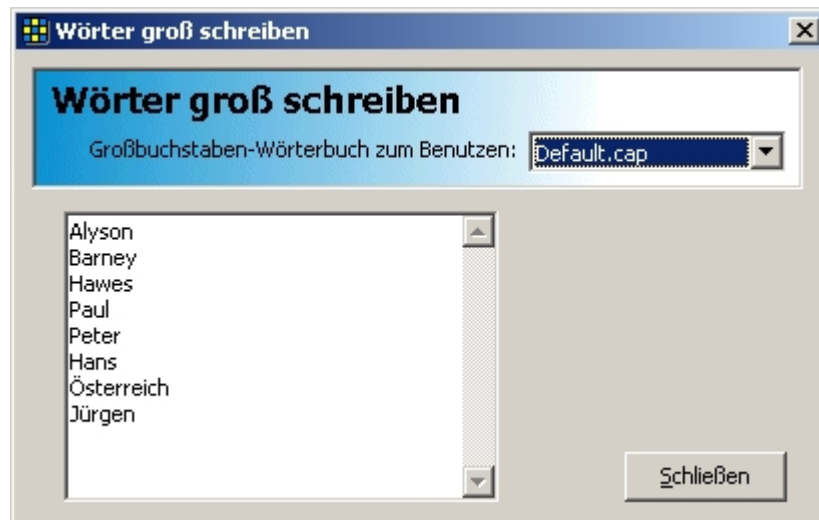 Wörter groß schreiben
Wörter groß schreiben
Großbuchstaben-Wörterbuch zum Benutzen: Default.cap
Alyson
Barney
Hawes
Paul
Peter
Hans
Österreich
Jürgen
Schließen